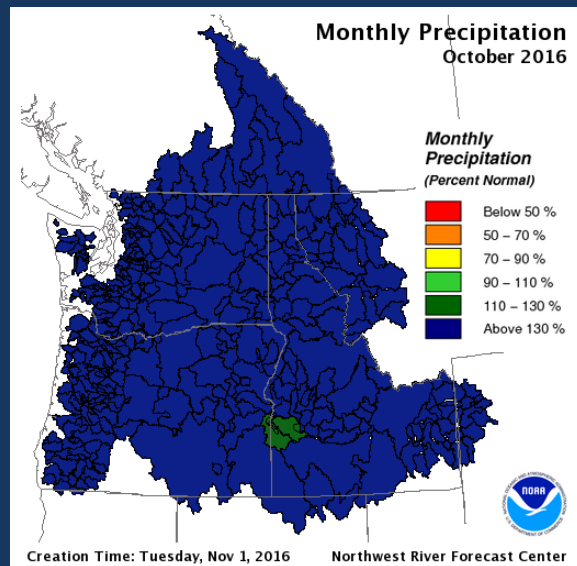 Monthly Precipitation
October 2016
Monthly
Precipitation
(Percent Normal)
Below 50 %
50 – 70 %
70 – 90 %
90 – 110 %
110 – 130 %
Above 130 %
NOAA
Creation Time: Tuesday, Nov 1, 2016
Northwest River Forecast Center